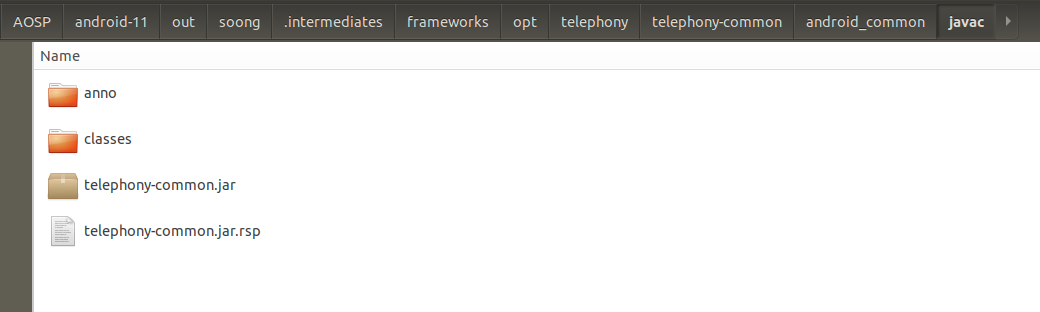 AOSP android-11 out soong .intermediates frameworks opt telephony telephony-common android_common javac
Name
anno
classes
telephony-common.jar
telephony-common.jar.rsp